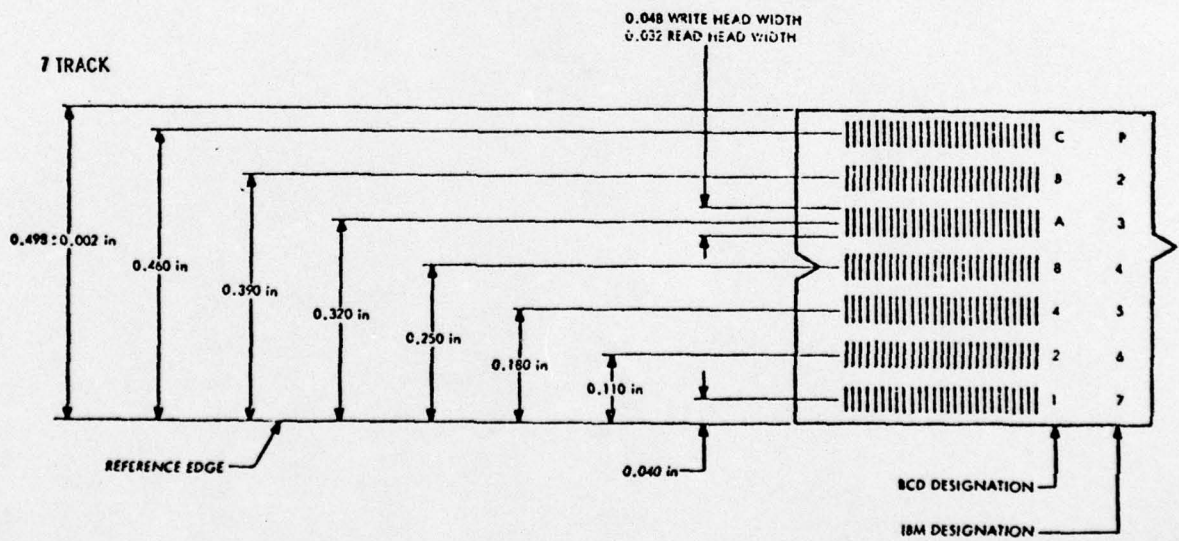 0.048 WRITE HEAD WIDTH
0.032 READ HEAD WIDTH
7 TRACK
C P
B 2
A 3
8 4
4 5
2 6
1 7
0.498±0.002 in
0.460 in
0.390 in
0.320 in
0.250 in
0.180 in
0.110 in
0.040 in
REFERENCE EDGE
BCD DESIGNATION
IBM DESIGNATION